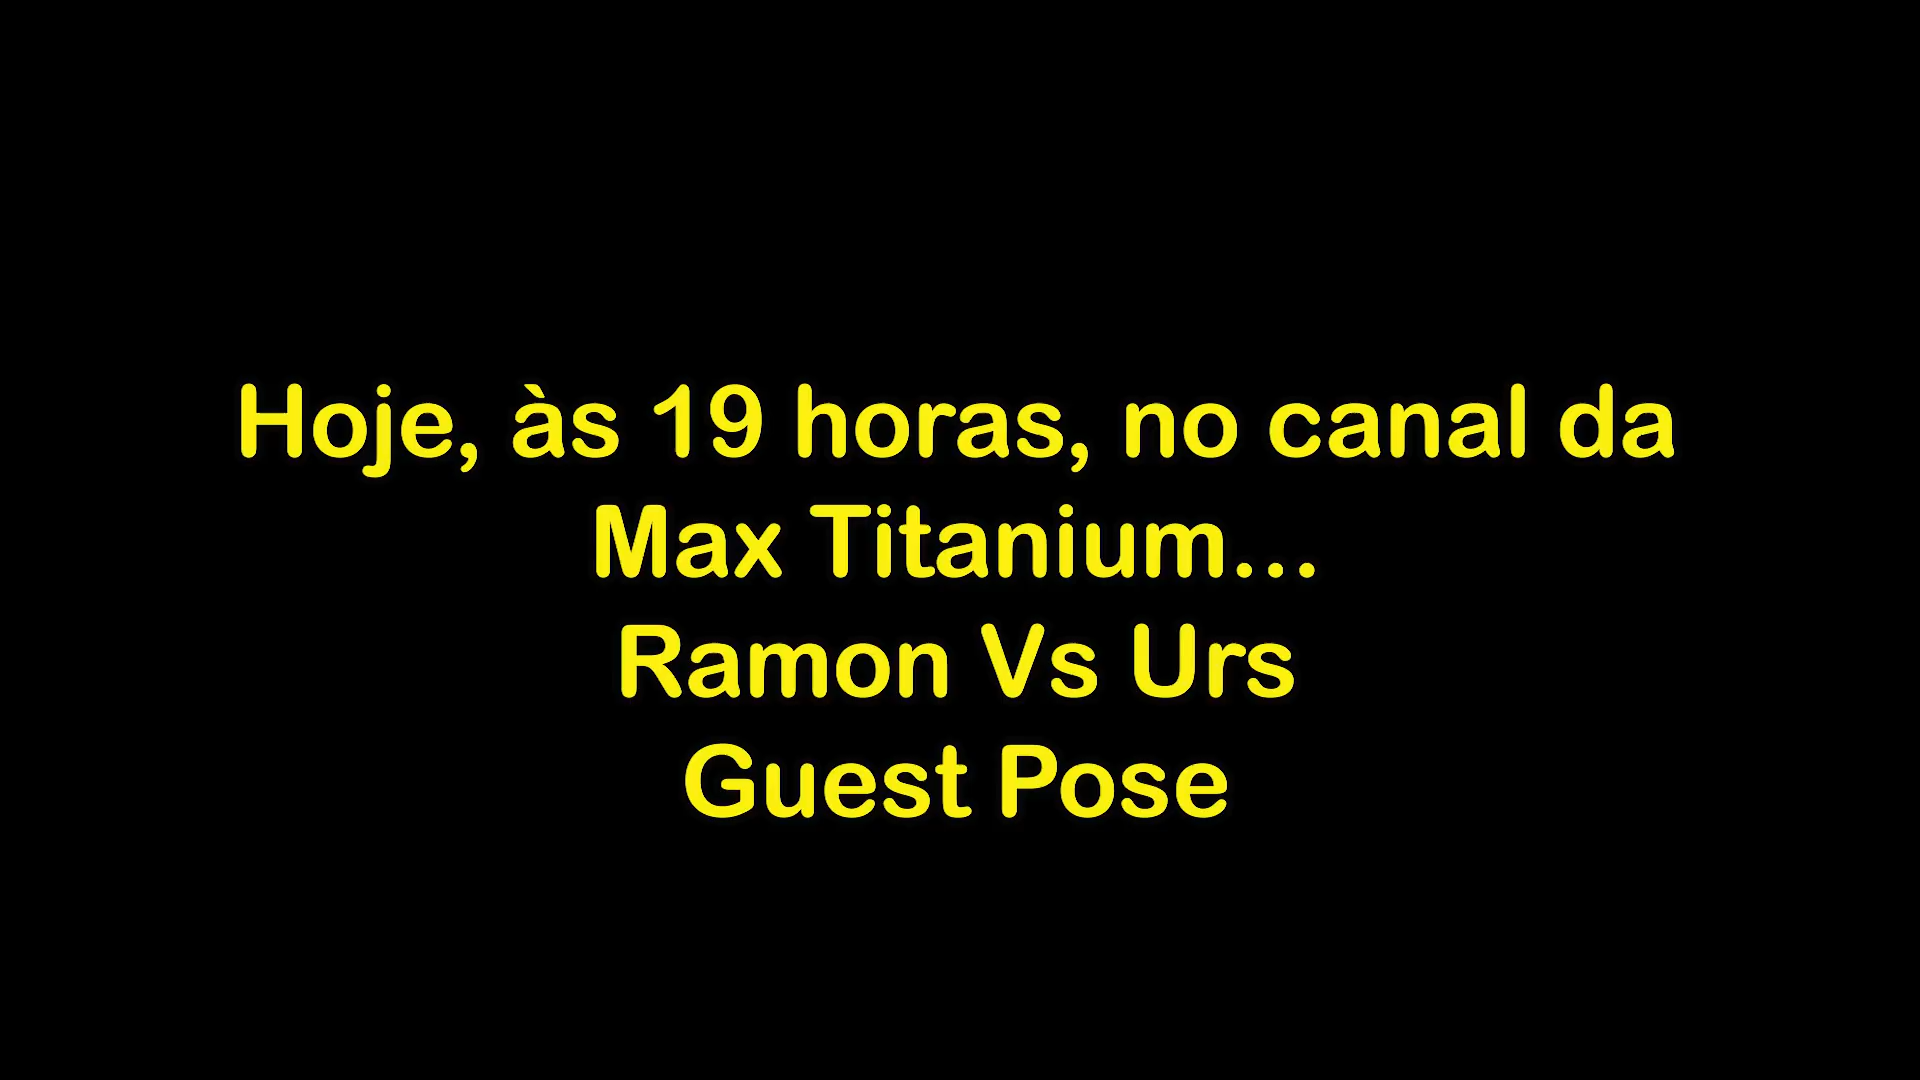 Hoje, às 19 horas, no canal da
Max Titanium...
Ramon Vs Urs
Guest Pose